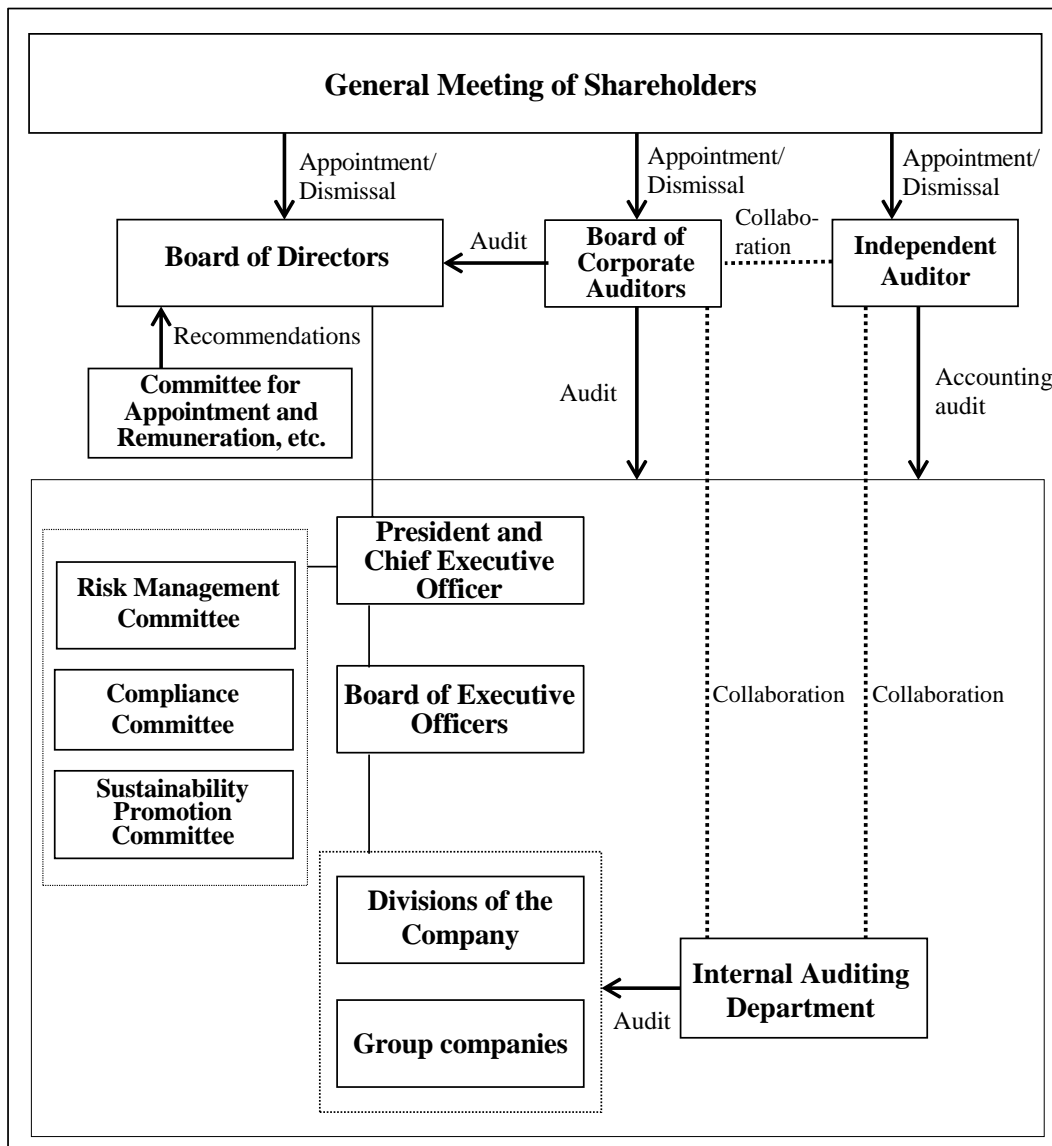 General Meeting of Shareholders
Appointment/
Dismissal
Appointment/
Dismissal
Appointment/
Dismissal
Board of Directors
Audit
Board of
Corporate
Auditors
Collabo-
ration
Independent
Auditor
Recommendations
Committee for
Appointment and
Remuneration, etc.
Audit
Accounting
audit
President and
Chief Executive
Officer
Risk Management
Committee
Compliance
Committee
Sustainability
Promotion
Committee
Board of Executive
Officers
Collaboration
Collaboration
Divisions of the
Company
Group companies
Audit
Internal Auditing
Department